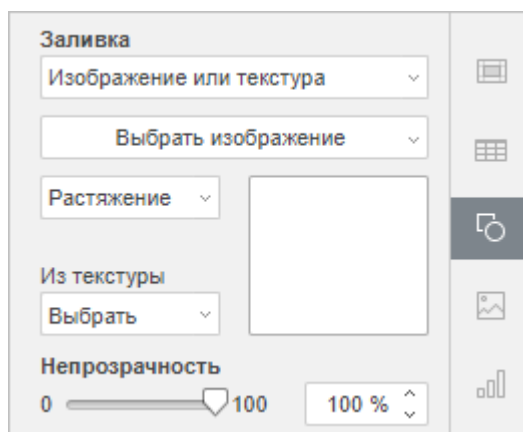 Заливка
Изображение или текстура
Выбрать изображение
Растяжение
Из текстуры
Выбрать
Непрозрачность
0 100 100 %